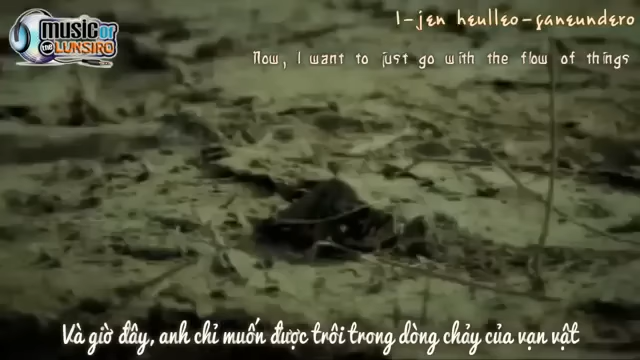 music of
the LUNSIRO
I-jen heulleo-ganeundero
Now, I want to just go with the flow of things
Và giờ đây, anh chỉ muốn được trôi trong dòng chảy của vạn vật